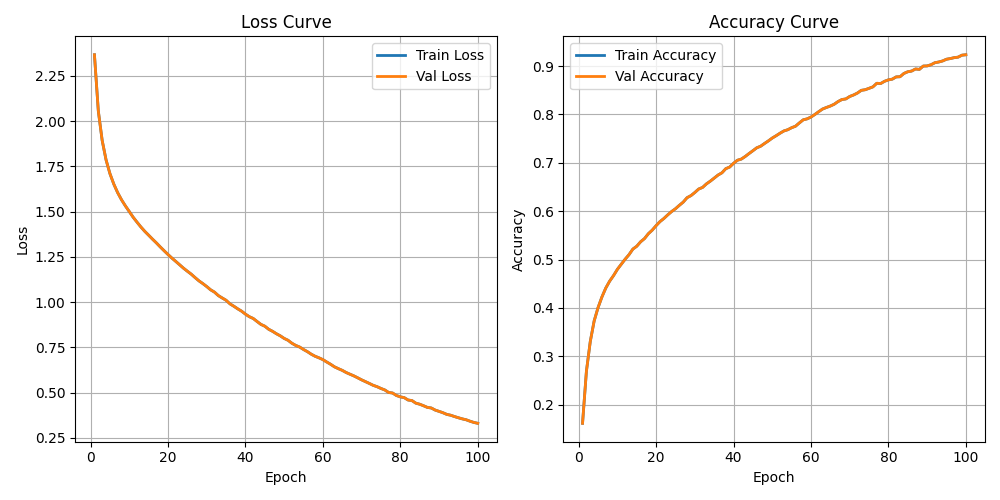 Loss Curve
Train Loss
Val Loss
2.25
2.00
1.75
1.50
1.25
1.00
0.75
0.50
0.25
0 20 40 60 80 100
Loss
Epoch
Accuracy Curve
Train Accuracy
Val Accuracy
0.9
0.8
0.7
0.6
0.5
0.4
0.3
0.2
0 20 40 60 80 100
Accuracy
Epoch